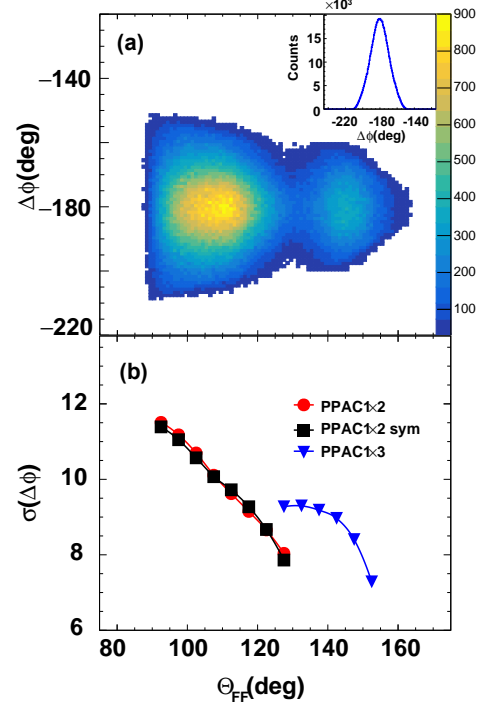 (a)
×10³
Counts
15
10
5
0
-240
-180
-120
Δϕ(deg)
900
800
700
600
500
400
300
200
100
Δϕ(deg)
−140
−180
−220
(b)
PPAC1×2
PPAC1×2 sym
PPAC1×3
σ(Δϕ)
12
10
8
6
80
100
120
140
160
Θ_FF(deg)